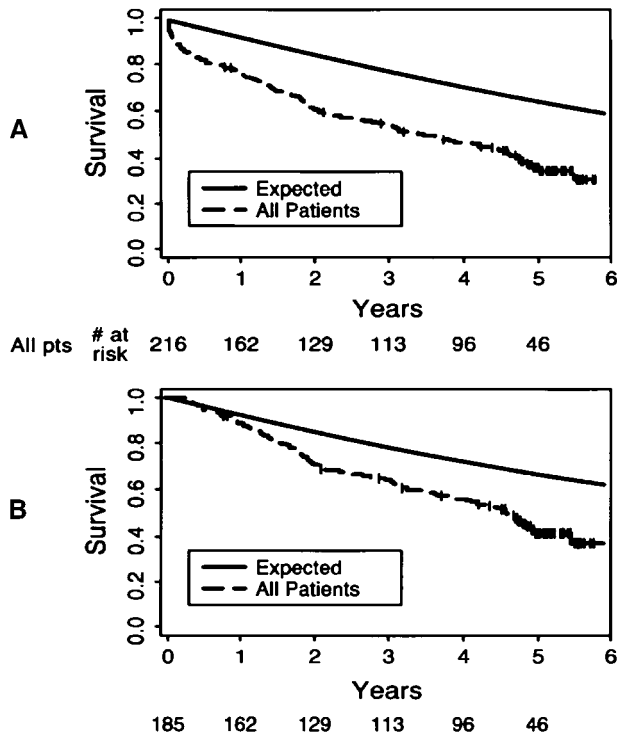 A
Survival
1.0
0.8
0.6
0.4
0.2
0.0
Expected
All Patients
0 1 2 3 4 5 6
Years
All pts # at risk 216 162 129 113 96 46
B
Survival
1.0
0.8
0.6
0.4
0.2
0.0
Expected
All Patients
0 1 2 3 4 5 6
Years
185 162 129 113 96 46